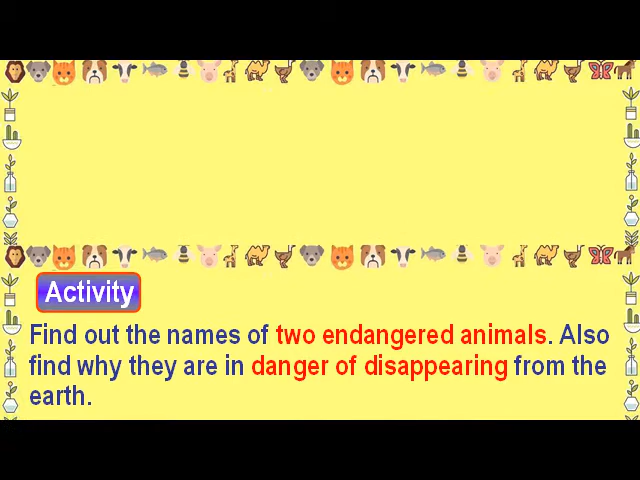 Activity
Find out the names of two endangered animals. Also
find why they are in danger of disappearing from the
earth.